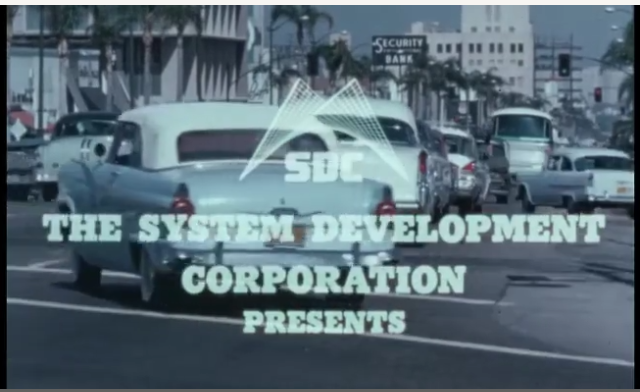 SECURITY
BANK
SDC
THE SYSTEM DEVELOPMENT
CORPORATION
PRESENTS